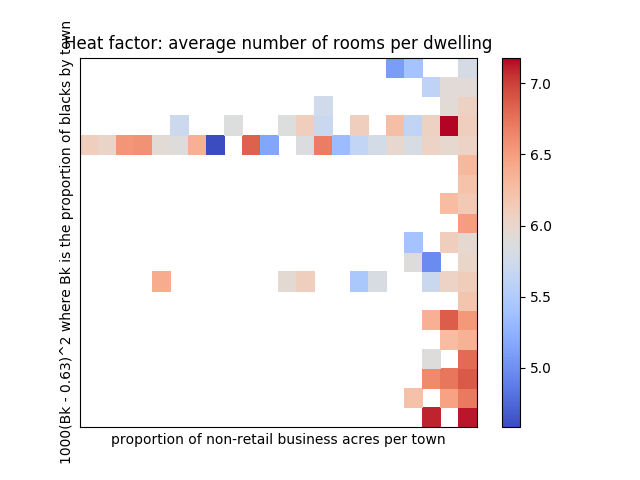 Heat factor: average number of rooms per dwelling
1000(Bk - 0.63)^2 where Bk is the proportion of blacks by town
proportion of non-retail business acres per town
7.0
6.5
6.0
5.5
5.0